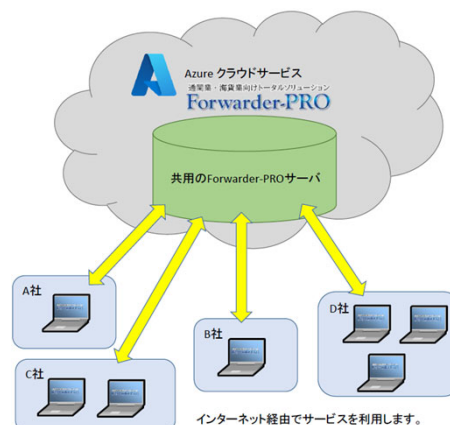 Azure クラウドサービス
通関業・海貨業向けトータルソリューション
Forwarder-PRO
共用のForwarder-PROサーバ
A社
B社
D社
C社
インターネット経由でサービスを利用します。